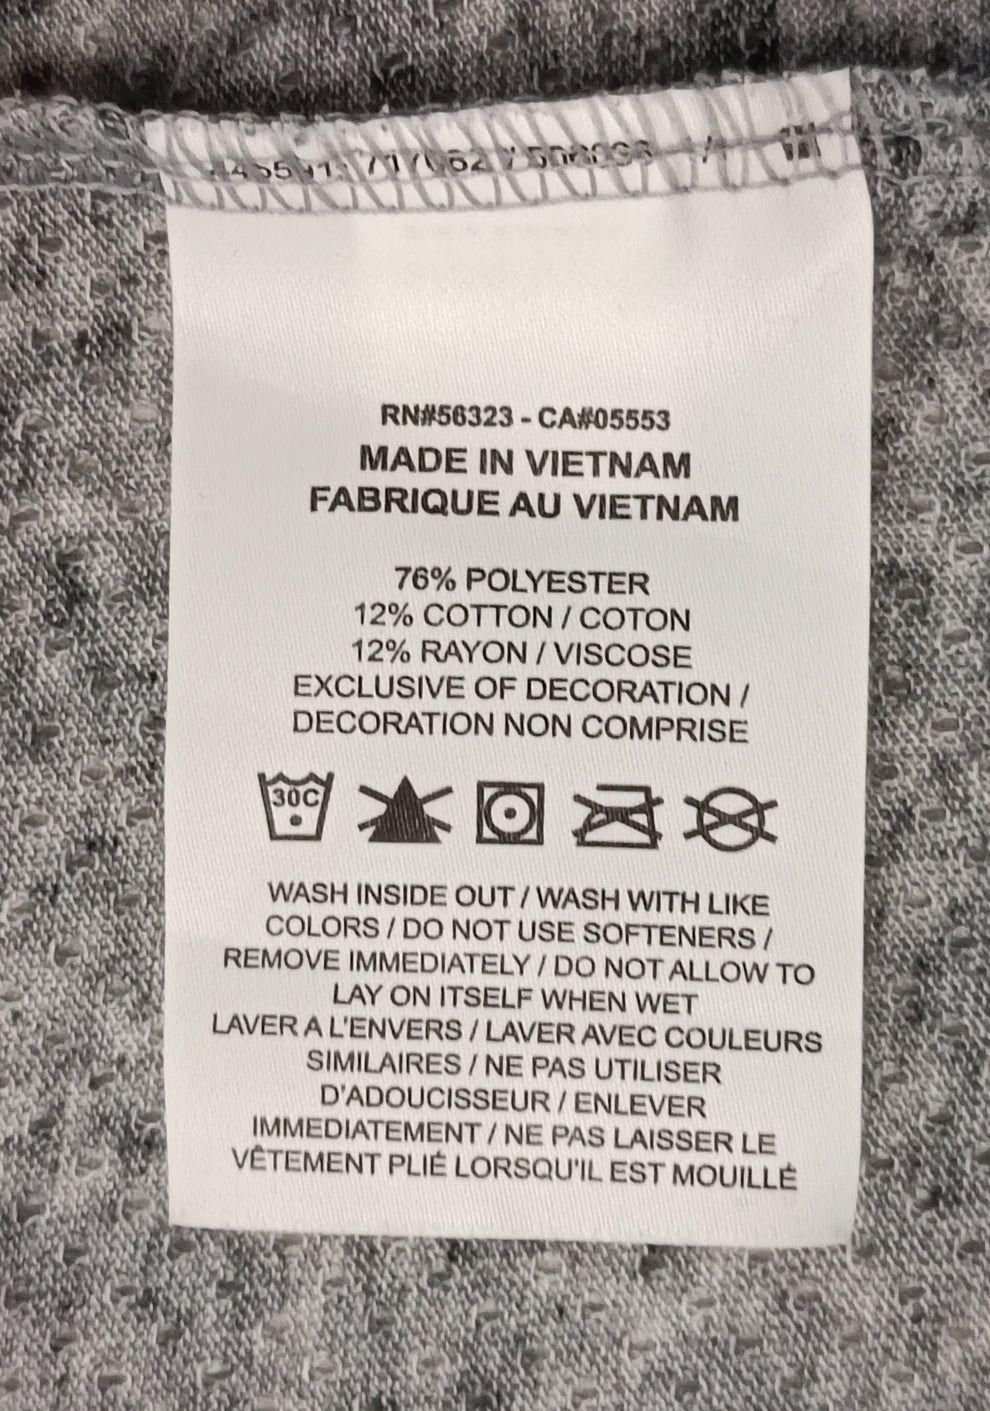 RN#56323 - CA#05553
MADE IN VIETNAM
FABRIQUE AU VIETNAM
76% POLYESTER
12% COTTON / COTON
12% RAYON / VISCOSE
EXCLUSIVE OF DECORATION /
DECORATION NON COMPRISE
30C
WASH INSIDE OUT / WASH WITH LIKE
COLORS / DO NOT USE SOFTENERS /
REMOVE IMMEDIATELY / DO NOT ALLOW TO
LAY ON ITSELF WHEN WET
LAVER A L'ENVERS / LAVER AVEC COULEURS
SIMILAIRES / NE PAS UTILISER
D'ADOUCISSEUR / ENLEVER
IMMEDIATEMENT / NE PAS LAISSER LE
VÊTEMENT PLIÉ LORSQU'IL EST MOUILLÉ